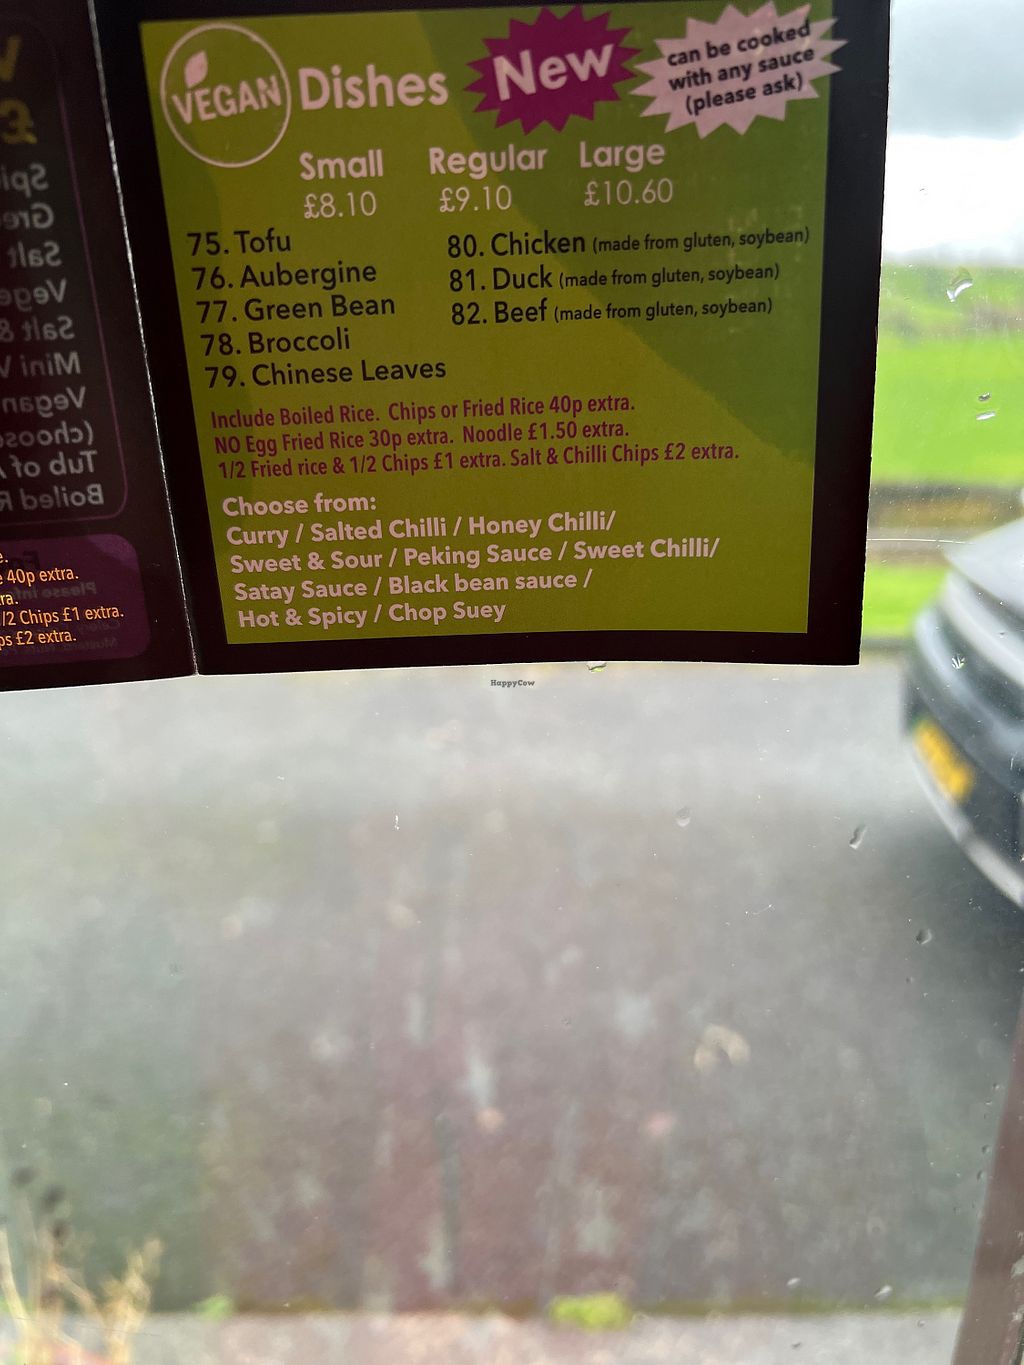 VEGAN Dishes New
can be cooked
with any sauce
(please ask)
Small Regular Large
£8.10 £9.10 £10.60
75. Tofu
76. Aubergine
77. Green Bean
78. Broccoli
79. Chinese Leaves
80. Chicken (made from gluten, soybean)
81. Duck (made from gluten, soybean)
82. Beef (made from gluten, soybean)
Include Boiled Rice. Chips or Fried Rice 40p extra.
NO Egg Fried Rice 30p extra. Noodle £1.50 extra.
1/2 Fried rice & 1/2 Chips £1 extra. Salt & Chilli Chips £2 extra.
Choose from:
Curry / Salted Chilli / Honey Chilli/
Sweet & Sour / Peking Sauce / Sweet Chilli/
Satay Sauce / Black bean sauce /
Hot & Spicy / Chop Suey
40p extra.
/2 Chips £1 extra.
£2 extra.
HappyCow